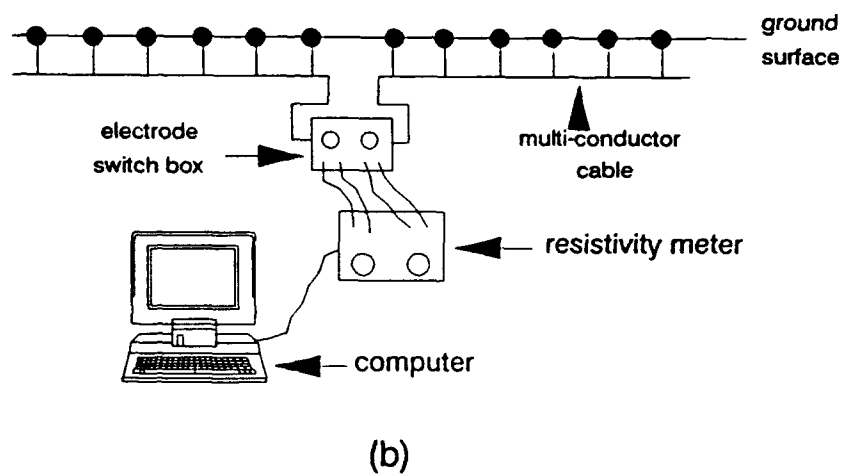 ground
surface
electrode
switch box
multi-conductor
cable
resistivity meter
computer
(b)